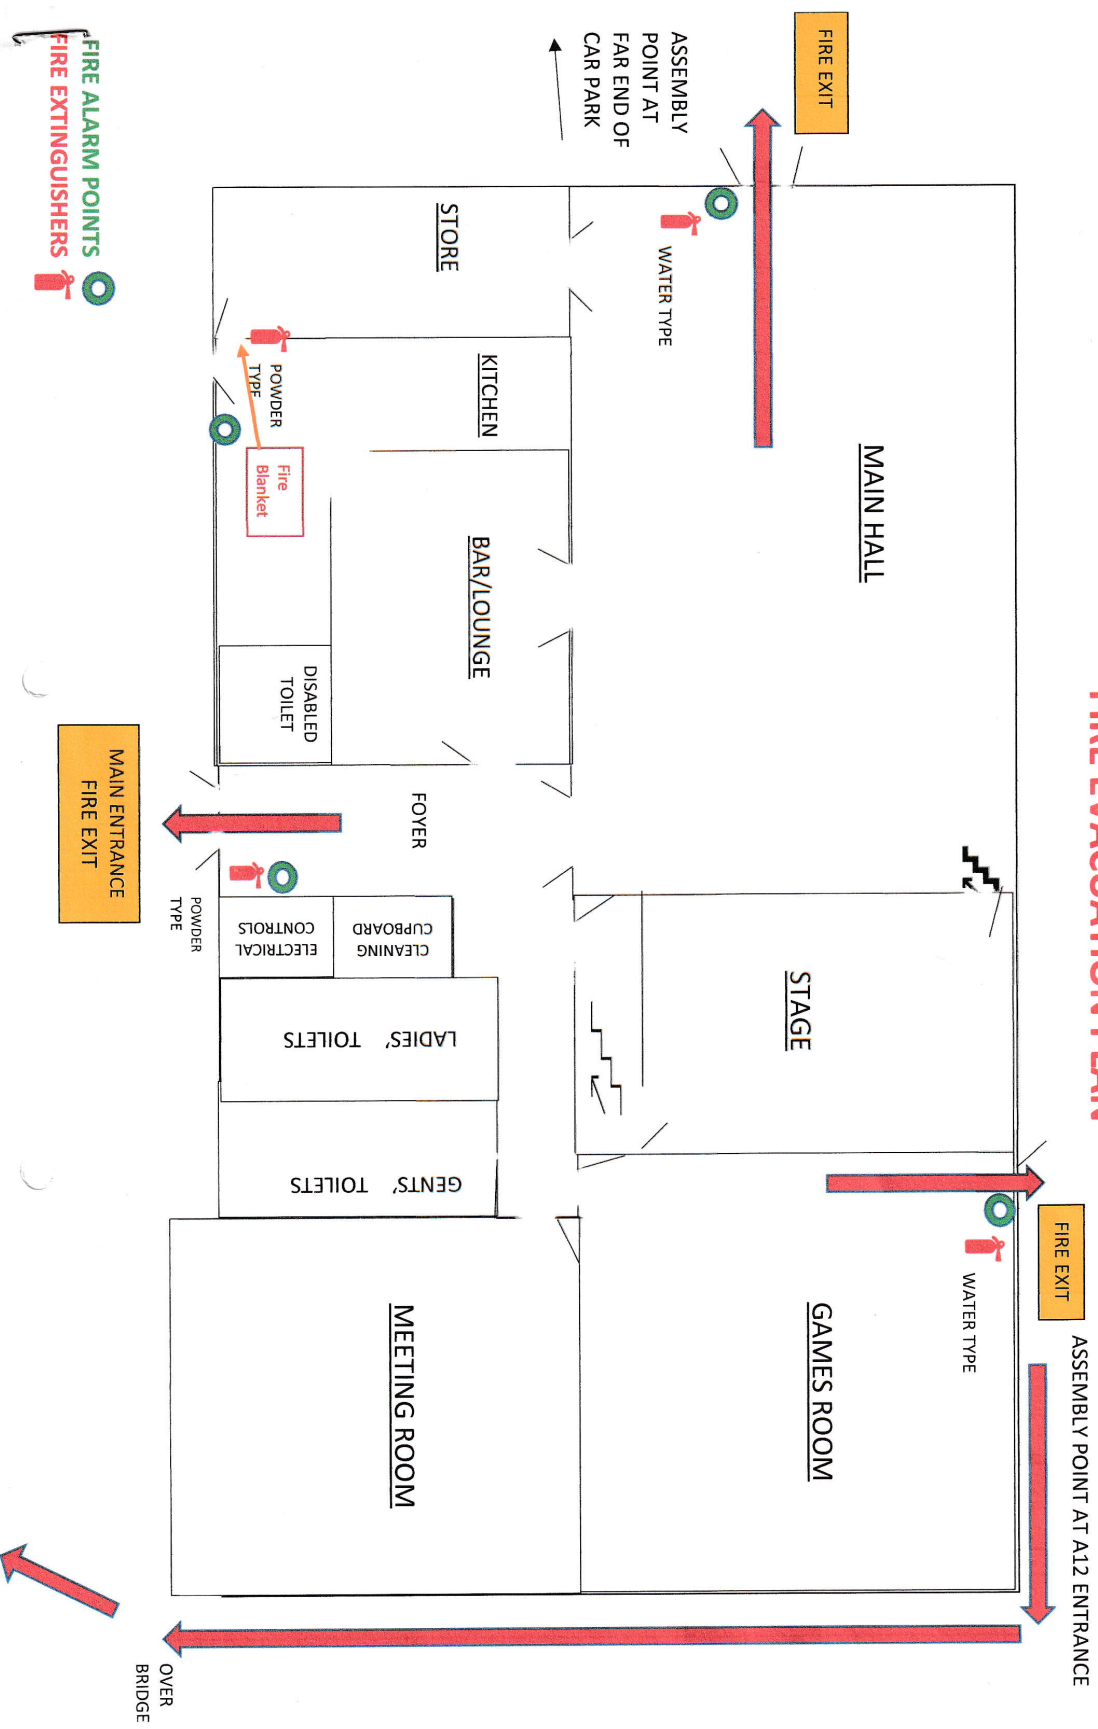 FIRE EVACUATION PLAN
FIRE EXIT
ASSEMBLY POINT AT A12 ENTRANCE
FIRE EXIT
WATER TYPE
MAIN HALL
STAGE
GAMES ROOM
ASSEMBLY
POINT AT
FAR END OF
CAR PARK
WATER TYPE
STORE
KITCHEN
BAR/LOUNGE
FOYER
CLEANING
CUPBOARD
ELECTRICAL
CONTROLS
LADIES' TOILETS
GENTS' TOILETS
MEETING ROOM
POWDER
TYPE
Fire
Blanket
DISABLED
TOILET
POWDER
TYPE
OVER
BRIDGE
MAIN ENTRANCE
FIRE EXIT
FIRE ALARM POINTS
FIRE EXTINGUISHERS